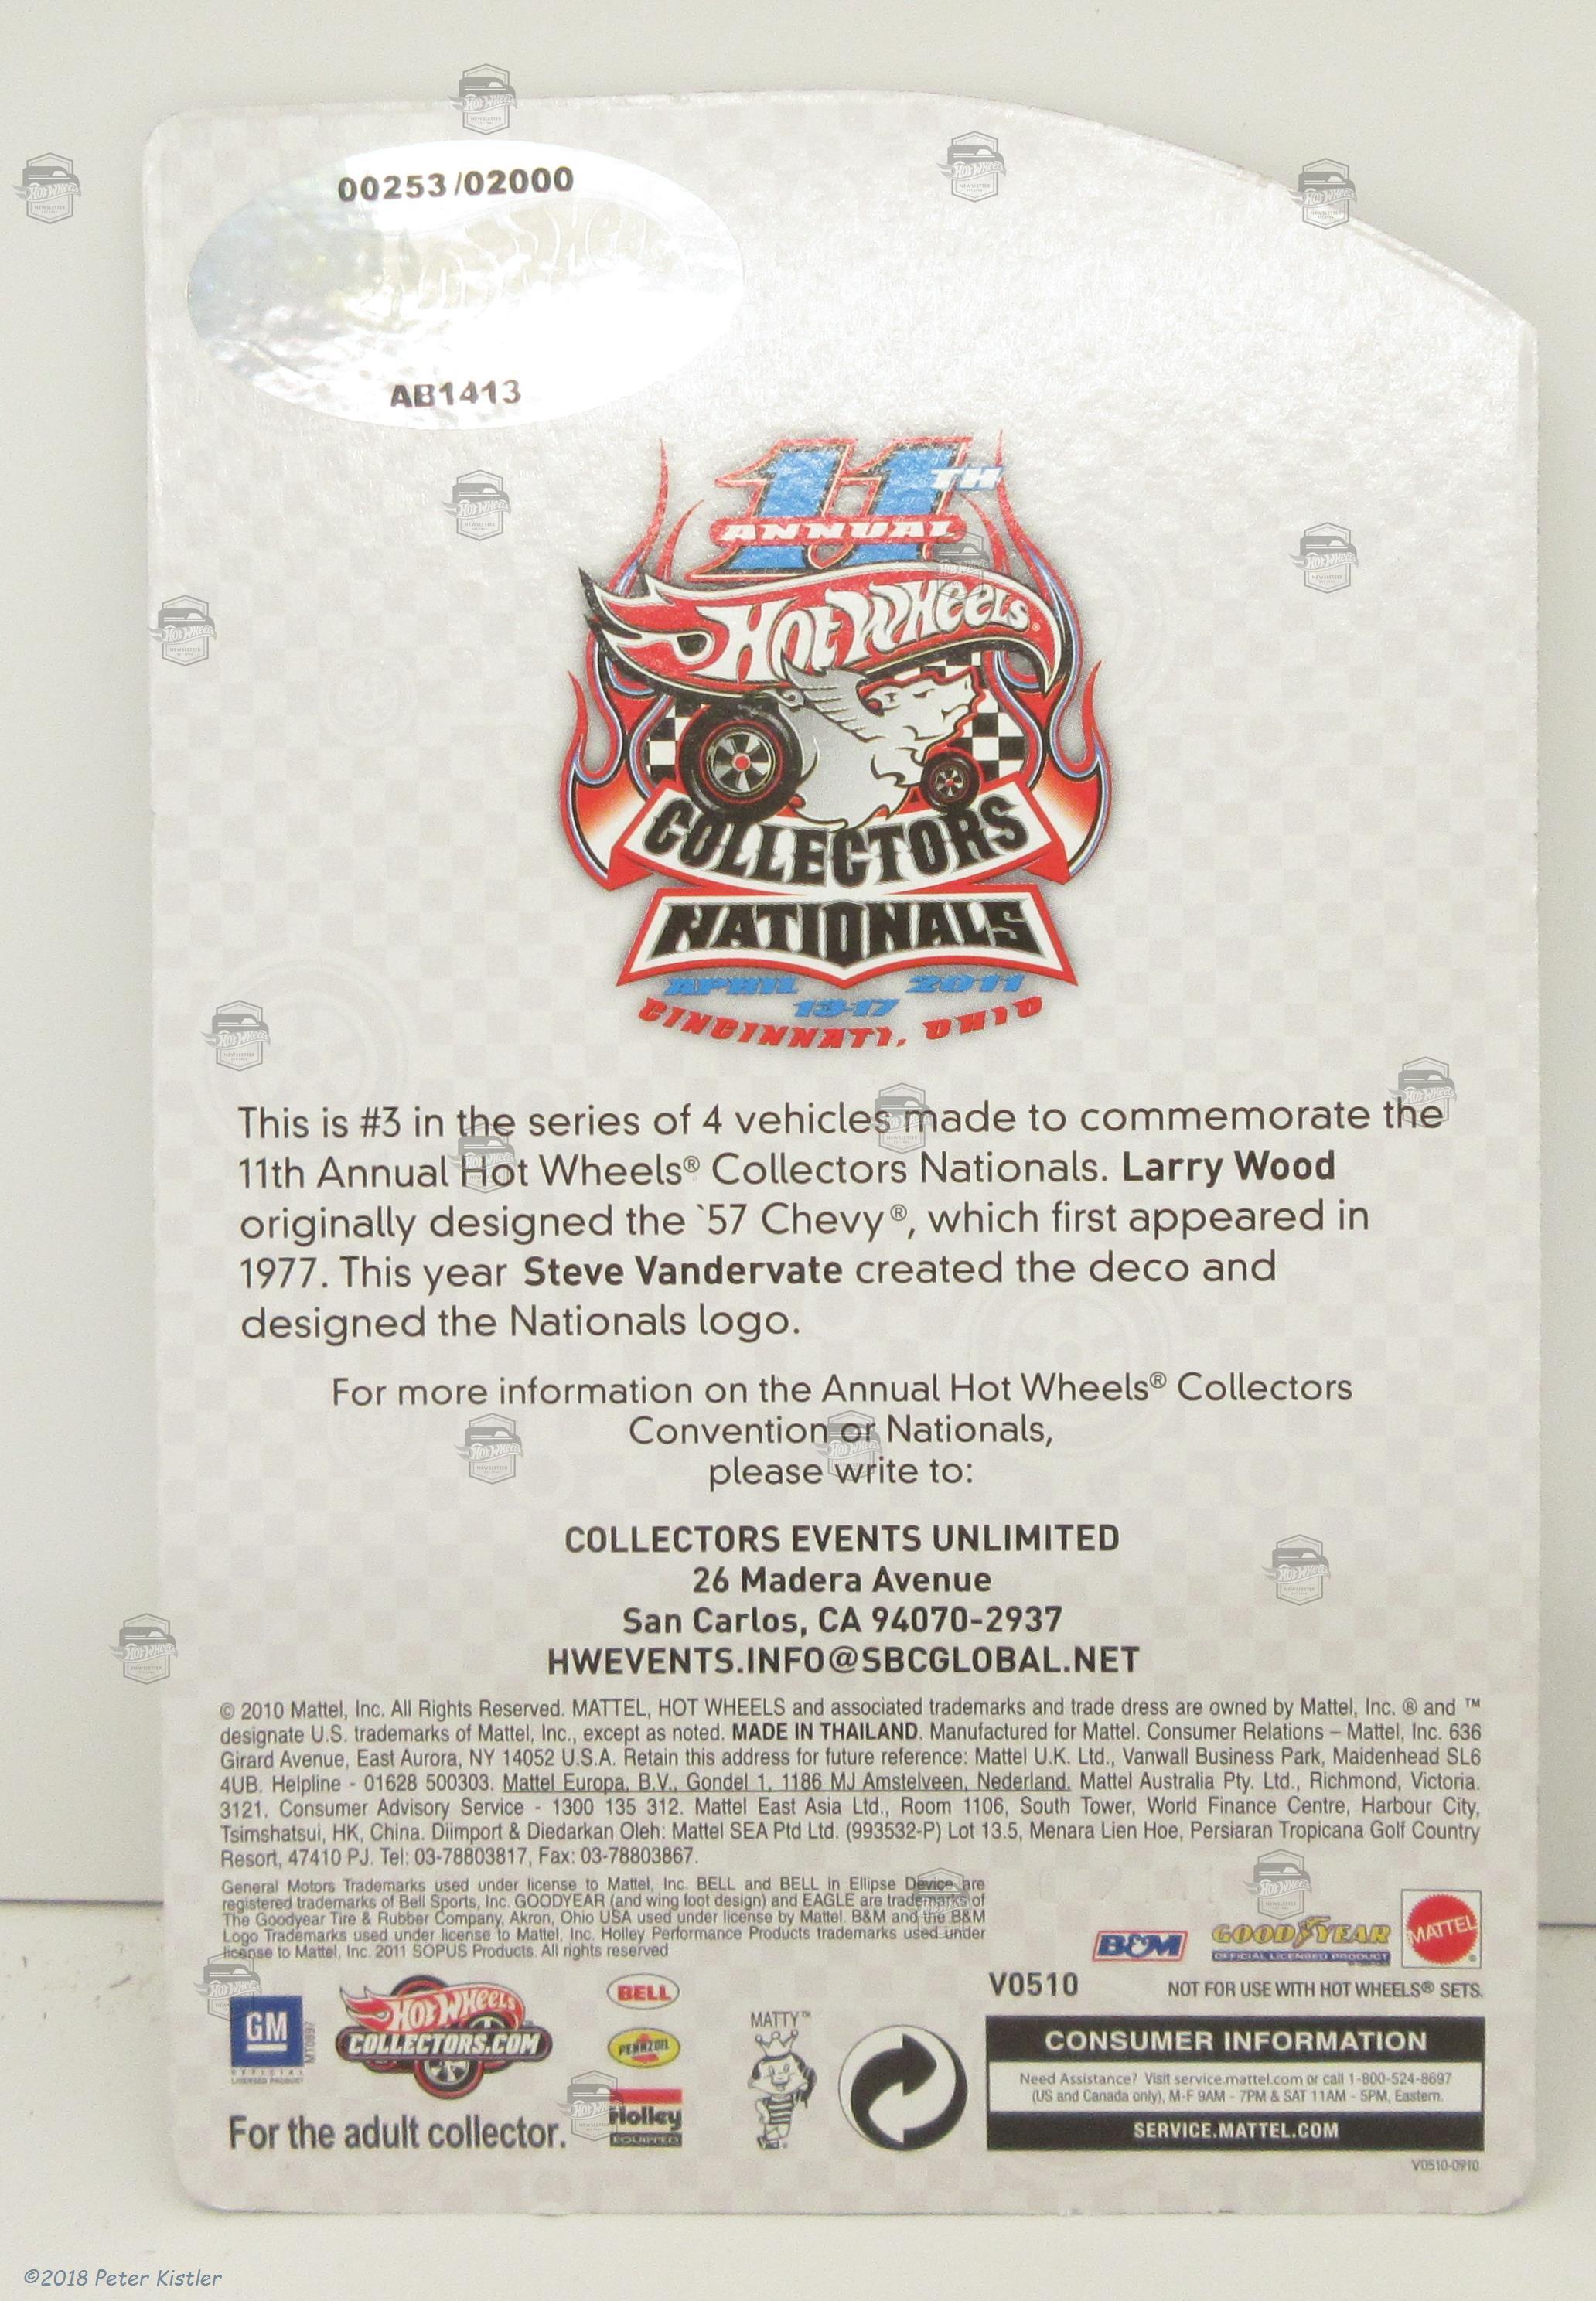 00253/02000
AB1413
11TH
ANNUAL
Hot Wheels
COLLECTORS
NATIONALS
APRIL 2011
13-17
CINCINNATI, OHIO
This is #3 in the series of 4 vehicles made to commemorate the
11th Annual Hot Wheels® Collectors Nationals. Larry Wood
originally designed the `57 Chevy®, which first appeared in
1977. This year Steve Vandervate created the deco and
designed the Nationals logo.
For more information on the Annual Hot Wheels® Collectors
Convention or Nationals,
please write to:
COLLECTORS EVENTS UNLIMITED
26 Madera Avenue
San Carlos, CA 94070-2937
HWEVENTS.INFO@SBCGLOBAL.NET
© 2010 Mattel, Inc. All Rights Reserved. MATTEL, HOT WHEELS and associated trademarks and trade dress are owned by Mattel, Inc. ® and ™
designate U.S. trademarks of Mattel, Inc., except as noted. MADE IN THAILAND. Manufactured for Mattel. Consumer Relations – Mattel, Inc. 636
Girard Avenue, East Aurora, NY 14052 U.S.A. Retain this address for future reference: Mattel U.K. Ltd., Vanwall Business Park, Maidenhead SL6
4UB. Helpline - 01628 500303. Mattel Europa, B.V., Gondel 1, 1186 MJ Amstelveen, Nederland. Mattel Australia Pty. Ltd., Richmond, Victoria.
3121. Consumer Advisory Service - 1300 135 312. Mattel East Asia Ltd., Room 1106, South Tower, World Finance Centre, Harbour City,
Tsimshatsui, HK, China. Diimport & Diedarkan Oleh: Mattel SEA Ptd Ltd. (993532-P) Lot 13.5, Menara Lien Hoe, Persiaran Tropicana Golf Country
Resort, 47410 PJ. Tel: 03-78803817, Fax: 03-78803867.
General Motors Trademarks used under license to Mattel, Inc. BELL and BELL in Ellipse Device are
registered trademarks of Bell Sports, Inc. GOODYEAR (and wing foot design) and EAGLE are trademarks of
The Goodyear Tire & Rubber Company, Akron, Ohio USA used under license by Mattel. B&M and the B&M
Logo Trademarks used under license to Mattel, Inc. Holley Performance Products trademarks used under
license to Mattel, Inc. 2011 SOPUS Products. All rights reserved
B&M
GOODYEAR
OFFICIAL LICENSED PRODUCT
MATTEL®
V0510
NOT FOR USE WITH HOT WHEELS® SETS.
GM
OFFICIAL
LICENSED PRODUCT
Hot Wheels
COLLECTORS.COM
BELL
PENNZOIL
Holley
EQUIPPED
MATTY™
For the adult collector.
CONSUMER INFORMATION
Need Assistance? Visit service.mattel.com or call 1-800-524-8697
(US and Canada only), M-F 9AM - 7PM & SAT 11AM - 5PM, Eastern.
SERVICE.MATTEL.COM
V0510-0910
©2018 Peter Kistler